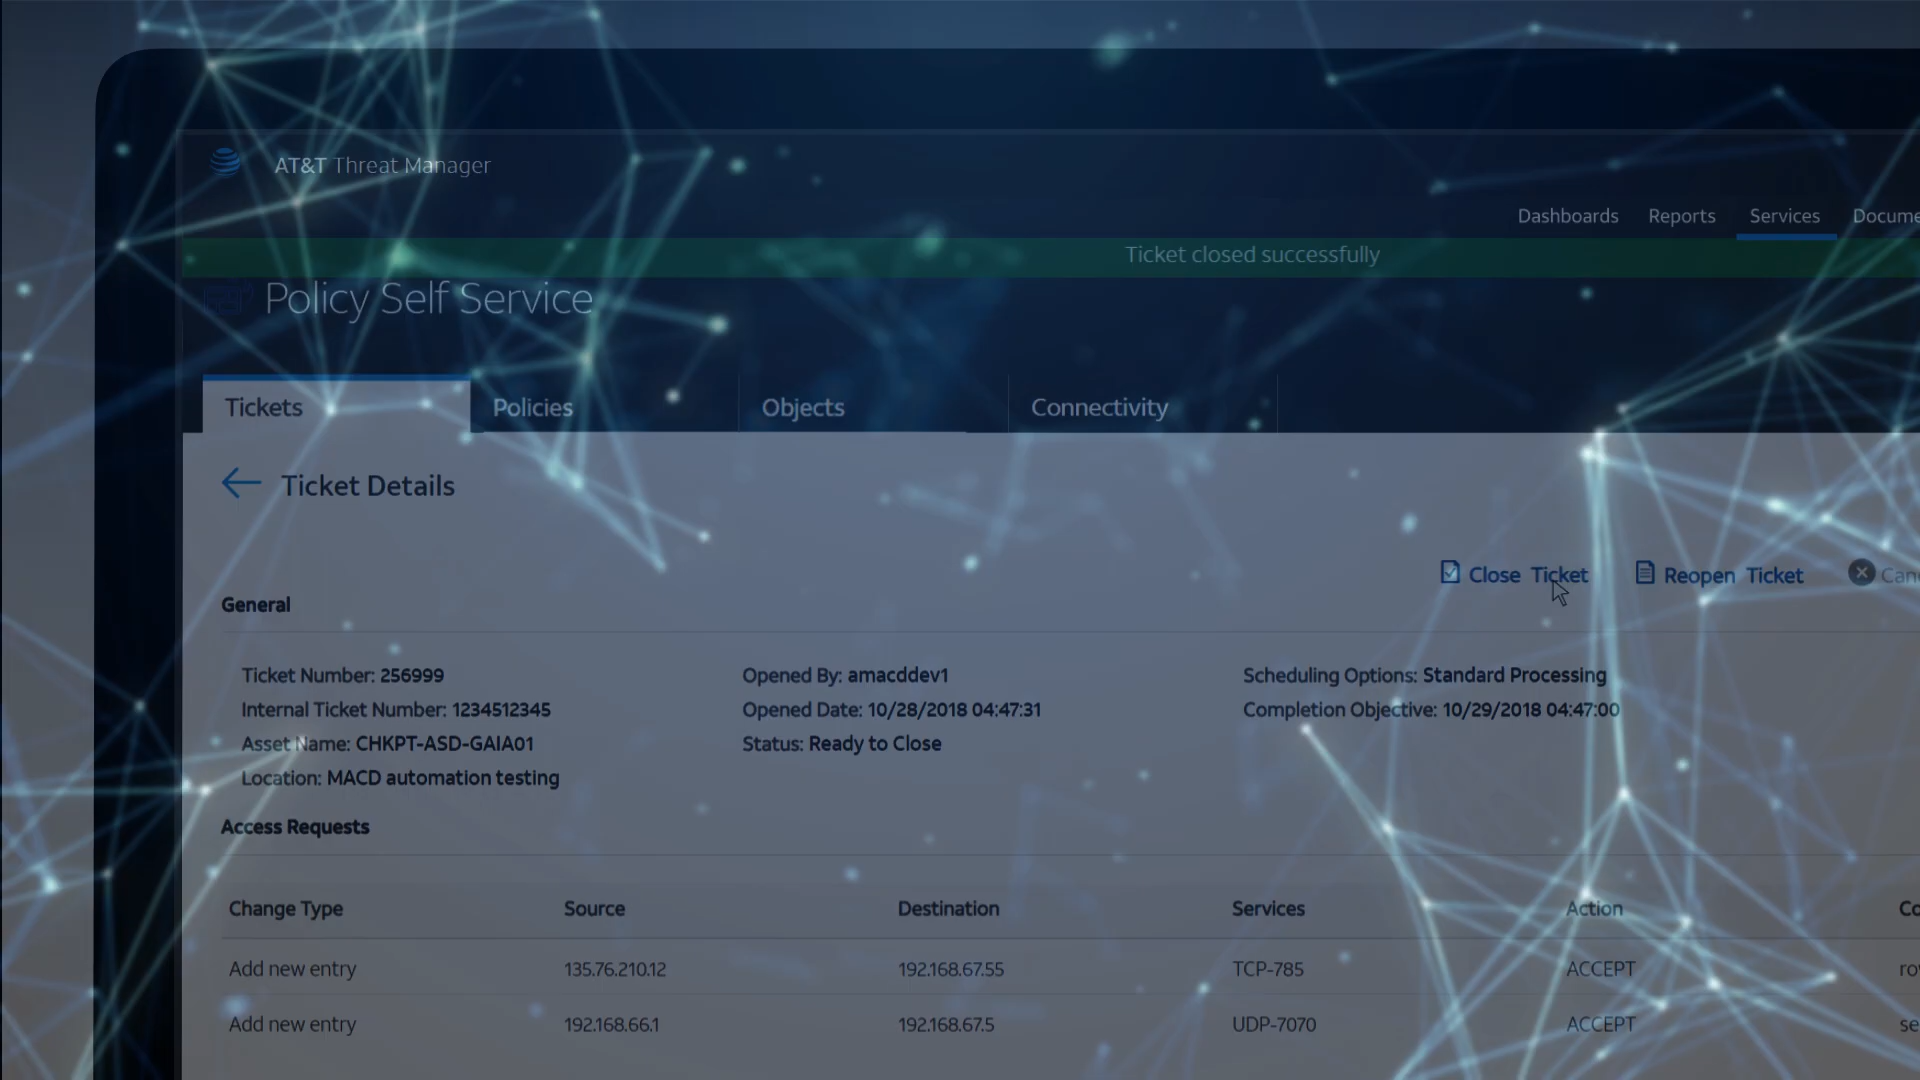 AT&T Threat Manager
Dashboards Reports Services Docume
Ticket closed successfully
Policy Self Service
Tickets Policies Objects Connectivity
Ticket Details
Close Ticket Reopen Ticket Canc
General
Ticket Number: 256999 Opened By: amacddev1 Scheduling Options: Standard Processing
Internal Ticket Number: 1234512345 Opened Date: 10/28/2018 04:47:31 Completion Objective: 10/29/2018 04:47:00
Asset Name: CHKPT-ASD-GAIA01 Status: Ready to Close
Location: MACD automation testing
Access Requests
Change Type Source Destination Services Action Co
Add new entry 135.76.210.12 192.168.67.55 TCP-785 ACCEPT ro
Add new entry 192.168.66.1 192.168.67.5 UDP-7070 ACCEPT se